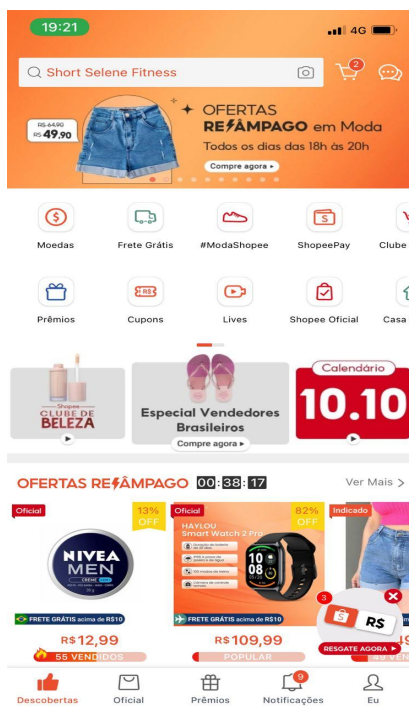 19:21
4G
Short Selene Fitness
2
R$ 64,90
R$ 49,90
OFERTAS
RELÂMPAGO em Moda
Todos os dias das 18h às 20h
Compre agora
Moedas
Frete Grátis
#ModaShopee
ShopeePay
Clube
Prêmios
Cupons
Lives
Shopee Oficial
Casa
Shopee
CLUBE DE
BELEZA
Especial Vendedores
Brasileiros
Compre agora
Calendário
10.10
OFERTAS RELÂMPAGO 00:38:17
Ver Mais >
Oficial
13%
OFF
NIVEA
MEN
CREME
FRETE GRÁTIS acima de R$10
R$12,99
55 VENDIDOS
Oficial
82%
OFF
HAYLOU
Smart Watch 2 Pro
10
08
FRETE GRÁTIS acima de R$10
R$109,99
POPULAR
Indicado
3
R$
RESGATE AGORA
49
Descobertas
Oficial
Prêmios
9
Notificações
Eu